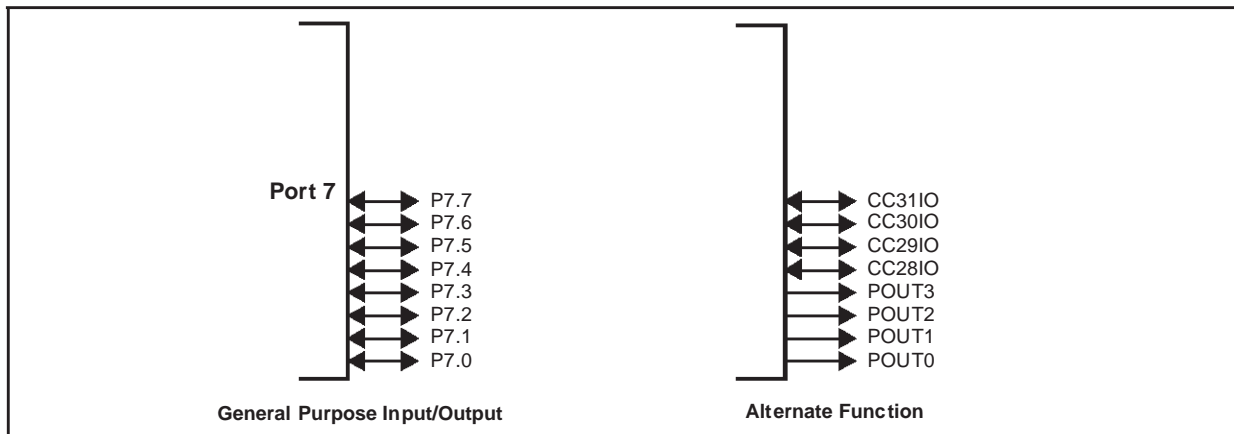 Port 7
P7.7
P7.6
P7.5
P7.4
P7.3
P7.2
P7.1
P7.0
General Purpose Input/Output
CC31IO
CC30IO
CC29IO
CC28IO
POUT3
POUT2
POUT1
POUT0
Alternate Function